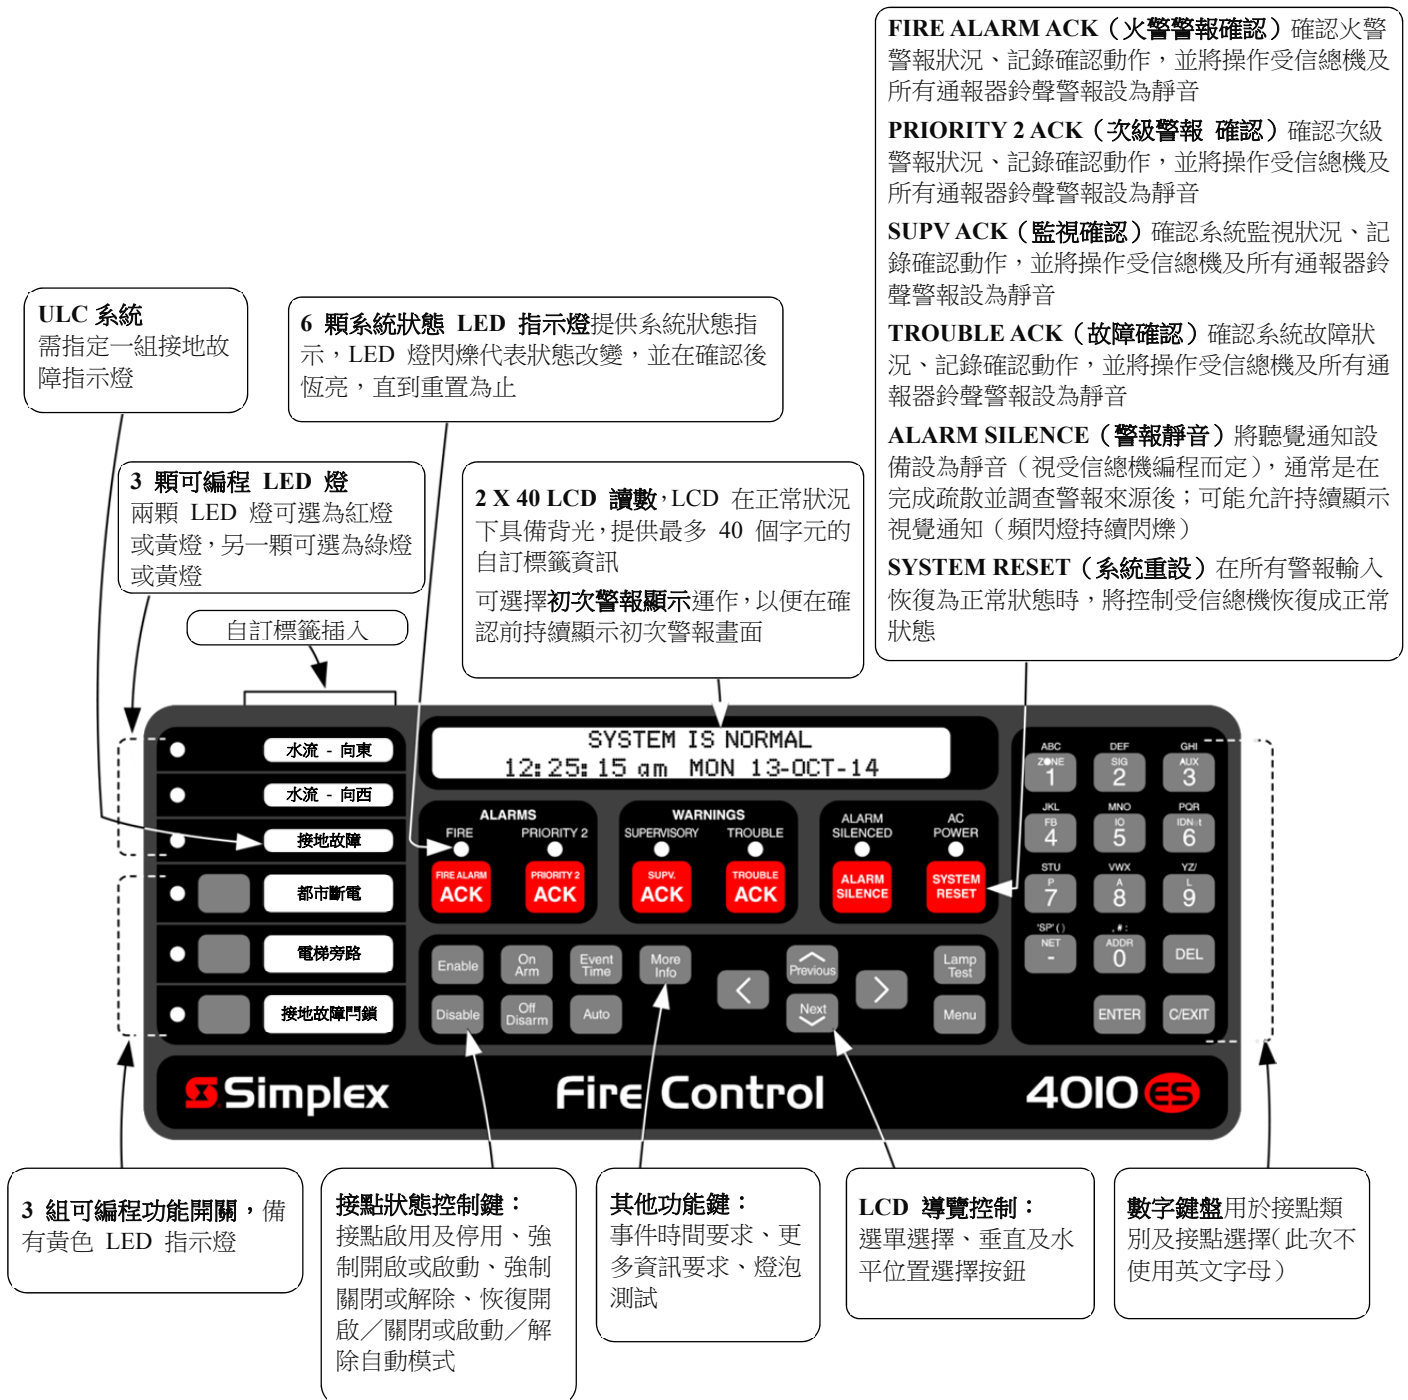 FIRE ALARM ACK（火警警報確認）確認火警
警報狀況、記錄確認動作，並將操作受信總機及
所有通報器鈴聲警報設為靜音
PRIORITY 2 ACK（次級警報 確認）確認次級
警報狀況、記錄確認動作，並將操作受信總機及
所有通報器鈴聲警報設為靜音
SUPV ACK（監視確認）確認系統監視狀況、記
錄確認動作，並將操作受信總機及所有通報器鈴
聲警報設為靜音
TROUBLE ACK（故障確認）確認系統故障狀
況、記錄確認動作，並將操作受信總機及所有通
報器鈴聲警報設為靜音
ALARM SILENCE（警報靜音）將聽覺通知設
備設為靜音（視受信總機編程而定），通常是在
完成疏散並調查警報來源後；可能允許持續顯示
視覺通知（頻閃燈持續閃爍）
SYSTEM RESET（系統重設）在所有警報輸入
恢復為正常狀態時，將控制受信總機恢復成正常
狀態
ULC 系統
需指定一組接地故
障指示燈
6 顆系統狀態 LED 指示燈提供系統狀態指
示，LED 燈閃爍代表狀態改變，並在確認後
恆亮，直到重置為止
3 顆可編程 LED 燈
兩顆 LED 燈可選為紅燈
或黃燈，另一顆可選為綠燈
或黃燈
自訂標籤插入
2 X 40 LCD 讀數，LCD 在正常狀況
下具備背光，提供最多 40 個字元的
自訂標籤資訊
可選擇初次警報顯示運作，以便在確
認前持續顯示初次警報畫面
水流 - 向東
水流 - 向西
接地故障
都市斷電
電梯旁路
接地故障閂鎖
SYSTEM IS NORMAL
12:25:15 am MON 13-OCT-14
ALARMS
FIRE PRIORITY 2
FIRE ALARM ACK
PRIORITY 2 ACK
WARNINGS
SUPERVISORY TROUBLE
SUPV. ACK
TROUBLE ACK
ALARM SILENCED
AC POWER
ALARM SILENCE
SYSTEM RESET
Enable
On Arm
Event Time
More Info
Previous
Lamp Test
Disable
Off Disarm
Auto
<
>
Next
Menu
ABC DEF GHI
ZONE 1
SIG 2
AUX 3
JKL MNO PQR
FB 4
IO 5
IDNet 6
STU VWX YZ/
P 7
A 8
L 9
'SP' ( ) , # :
NET -
ADDR 0
DEL
ENTER
C/EXIT
Simplex
Fire Control
4010 ES
3 組可編程功能開關，備
有黃色 LED 指示燈
接點狀態控制鍵：
接點啟用及停用、強
制開啟或啟動、強制
關閉或解除、恢復開
啟／關閉或啟動／解
除自動模式
其他功能鍵：
事件時間要求、更
多資訊要求、燈泡
測試
LCD 導覽控制：
選單選擇、垂直及水
平位置選擇按鈕
數字鍵盤用於接點類
別及接點選擇（此次不
使用英文字母）